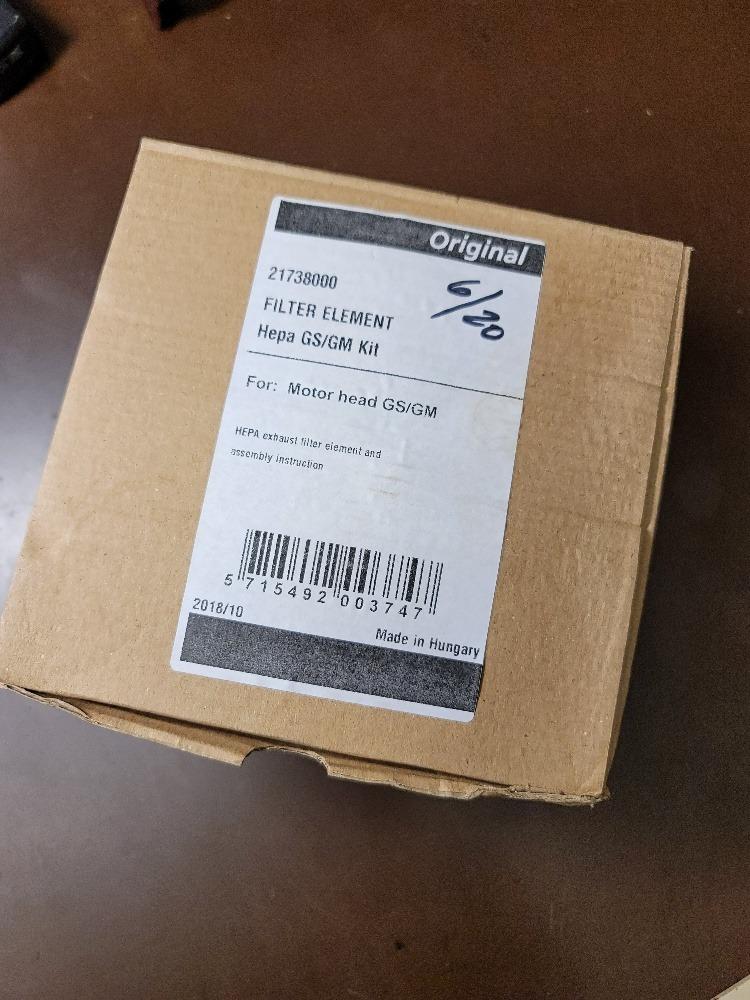 Original
21738000
6/20
FILTER ELEMENT
Hepa GS/GM Kit
For: Motor head GS/GM
HEPA exhaust filter element and
assembly instruction
5 715492 003747
2018/10
Made in Hungary